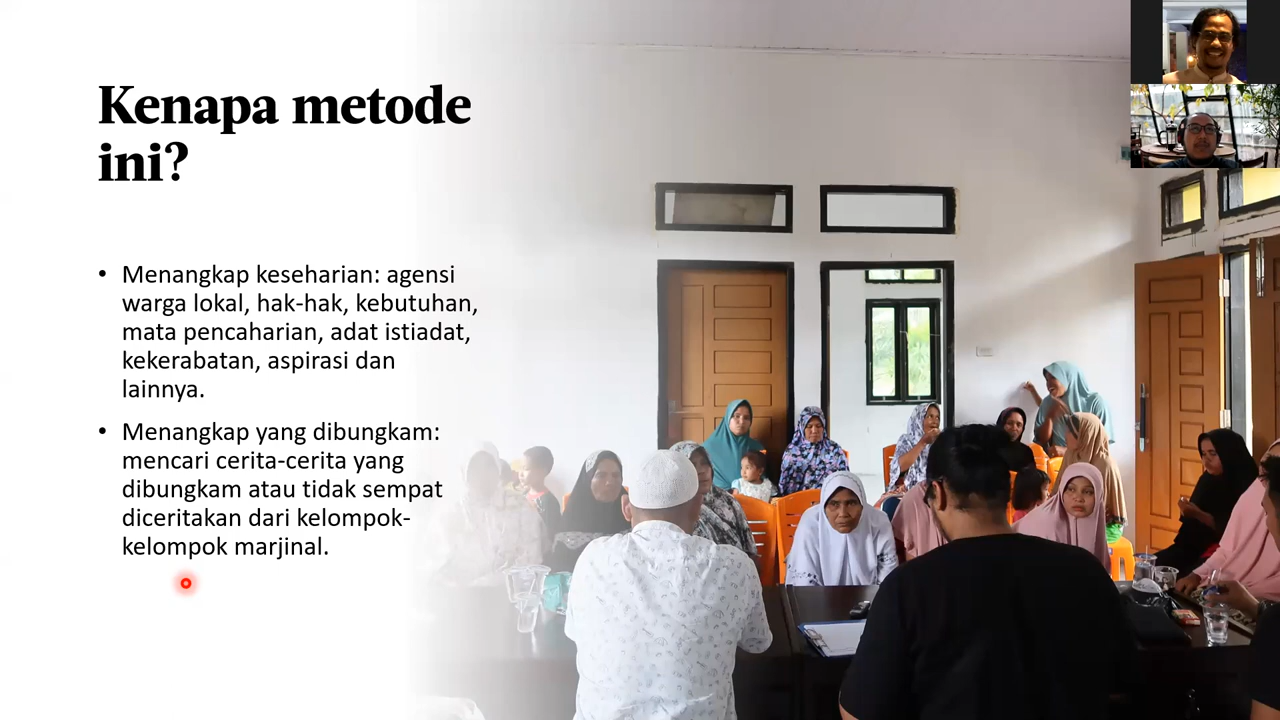 Kenapa metode
ini?
• Menangkap keseharian: agensi
warga lokal, hak-hak, kebutuhan,
mata pencaharian, adat istiadat,
kekerabatan, aspirasi dan
lainnya.
• Menangkap yang dibungkam:
mencari cerita-cerita yang
dibungkam atau tidak sempat
diceritakan dari kelompok-
kelompok marjinal.